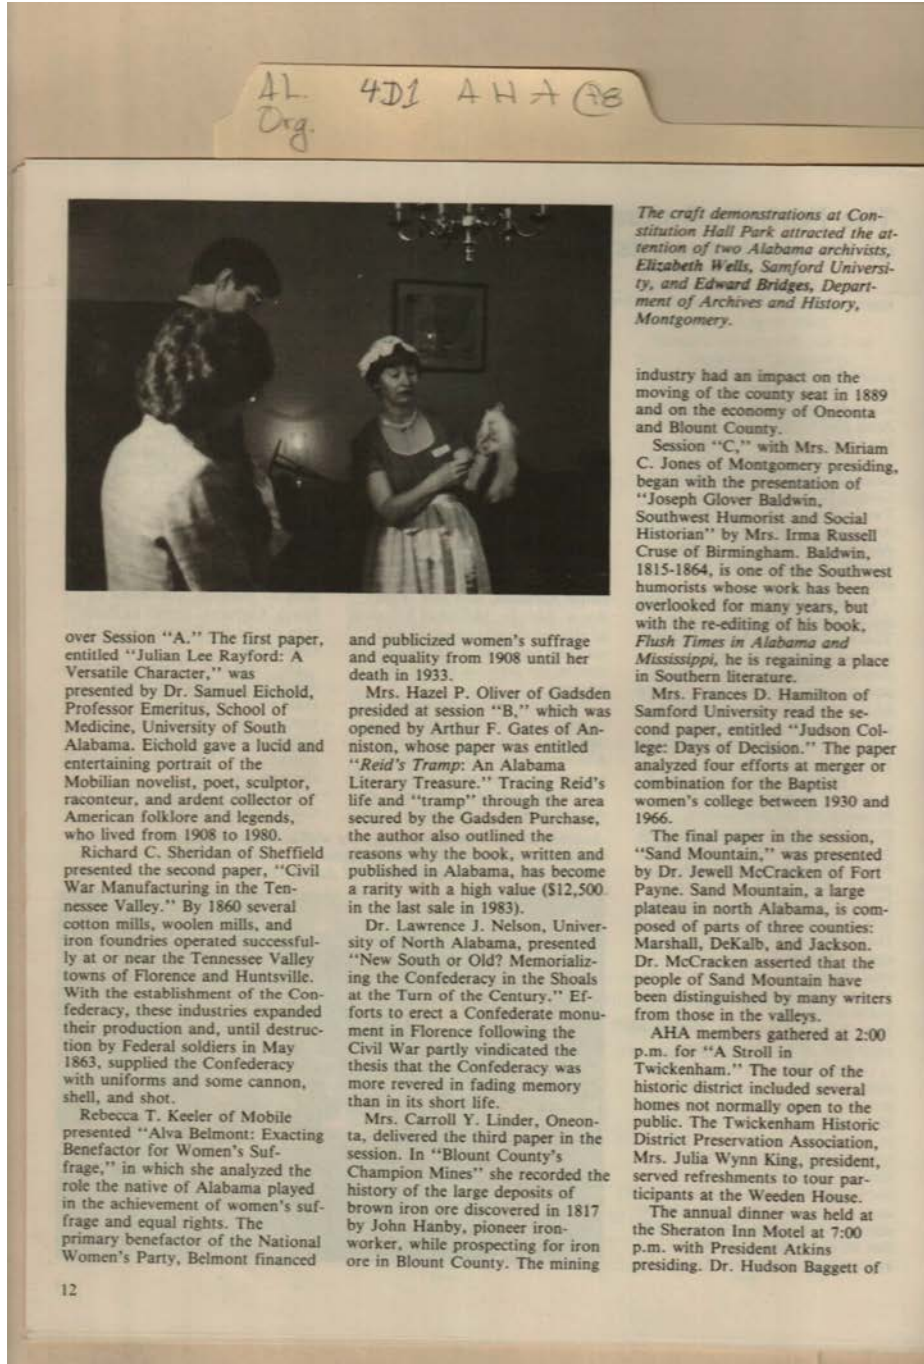 AL. 4D1 AHA 78
Org.
The craft demonstrations at Con-
stitution Hall Park attracted the at-
tention of two Alabama archivists,
Elizabeth Wells, Samford Universi-
ty, and Edward Bridges, Depart-
ment of Archives and History,
Montgomery.
over Session "A." The first paper,
entitled "Julian Lee Rayford: A
Versatile Character," was
presented by Dr. Samuel Eichold,
Professor Emeritus, School of
Medicine, University of South
Alabama. Eichold gave a lucid and
entertaining portrait of the
Mobilian novelist, poet, sculptor,
raconteur, and ardent collector of
American folklore and legends,
who lived from 1908 to 1980.
Richard C. Sheridan of Sheffield
presented the second paper, "Civil
War Manufacturing in the Ten-
nessee Valley." By 1860 several
cotton mills, woolen mills, and
iron foundries operated successful-
ly at or near the Tennessee Valley
towns of Florence and Huntsville.
With the establishment of the Con-
federacy, these industries expanded
their production and, until destruc-
tion by Federal soldiers in May
1863, supplied the Confederacy
with uniforms and some cannon,
shell, and shot.
Rebecca T. Keeler of Mobile
presented "Alva Belmont: Exacting
Benefactor for Women's Suf-
frage," in which she analyzed the
role the native of Alabama played
in the achievement of women's suf-
frage and equal rights. The
primary benefactor of the National
Women's Party, Belmont financed
and publicized women's suffrage
and equality from 1908 until her
death in 1933.
Mrs. Hazel P. Oliver of Gadsden
presided at session "B," which was
opened by Arthur F. Gates of An-
niston, whose paper was entitled
"Reid's Tramp: An Alabama
Literary Treasure." Tracing Reid's
life and "tramp" through the area
secured by the Gadsden Purchase,
the author also outlined the
reasons why the book, written and
published in Alabama, has become
a rarity with a high value ($12,500
in the last sale in 1983).
Dr. Lawrence J. Nelson, Univer-
sity of North Alabama, presented
"New South or Old? Memorializ-
ing the Confederacy in the Shoals
at the Turn of the Century." Ef-
forts to erect a Confederate monu-
ment in Florence following the
Civil War partly vindicated the
thesis that the Confederacy was
more revered in fading memory
than in its short life.
Mrs. Carroll Y. Linder, Oneon-
ta, delivered the third paper in the
session. In "Blount County's
Champion Mines" she recorded the
history of the large deposits of
brown iron ore discovered in 1817
by John Hanby, pioneer iron-
worker, while prospecting for iron
ore in Blount County. The mining
industry had an impact on the
moving of the county seat in 1889
and on the economy of Oneonta
and Blount County.
Session "C," with Mrs. Miriam
C. Jones of Montgomery presiding,
began with the presentation of
"Joseph Glover Baldwin,
Southwest Humorist and Social
Historian" by Mrs. Irma Russell
Cruse of Birmingham. Baldwin,
1815-1864, is one of the Southwest
humorists whose work has been
overlooked for many years, but
with the re-editing of his book,
Flush Times in Alabama and
Mississippi, he is regaining a place
in Southern literature.
Mrs. Frances D. Hamilton of
Samford University read the se-
cond paper, entitled "Judson Col-
lege: Days of Decision." The paper
analyzed four efforts at merger or
combination for the Baptist
women's college between 1930 and
1966.
The final paper in the session,
"Sand Mountain," was presented
by Dr. Jewell McCracken of Fort
Payne. Sand Mountain, a large
plateau in north Alabama, is com-
posed of parts of three counties:
Marshall, DeKalb, and Jackson.
Dr. McCracken asserted that the
people of Sand Mountain have
been distinguished by many writers
from those in the valleys.
AHA members gathered at 2:00
p.m. for "A Stroll in
Twickenham." The tour of the
historic district included several
homes not normally open to the
public. The Twickenham Historic
District Preservation Association,
Mrs. Julia Wynn King, president,
served refreshments to tour par-
ticipants at the Weeden House.
The annual dinner was held at
the Sheraton Inn Motel at 7:00
p.m. with President Atkins
presiding. Dr. Hudson Baggett of
12